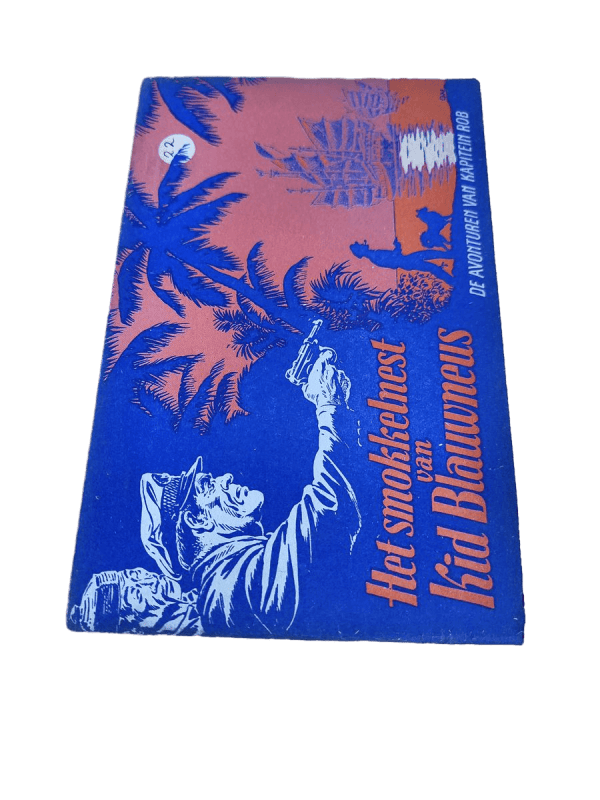 22
Het smokkelnest
van
Kid Blauwneus
DE AVONTUREN VAN KAPITEIN ROB